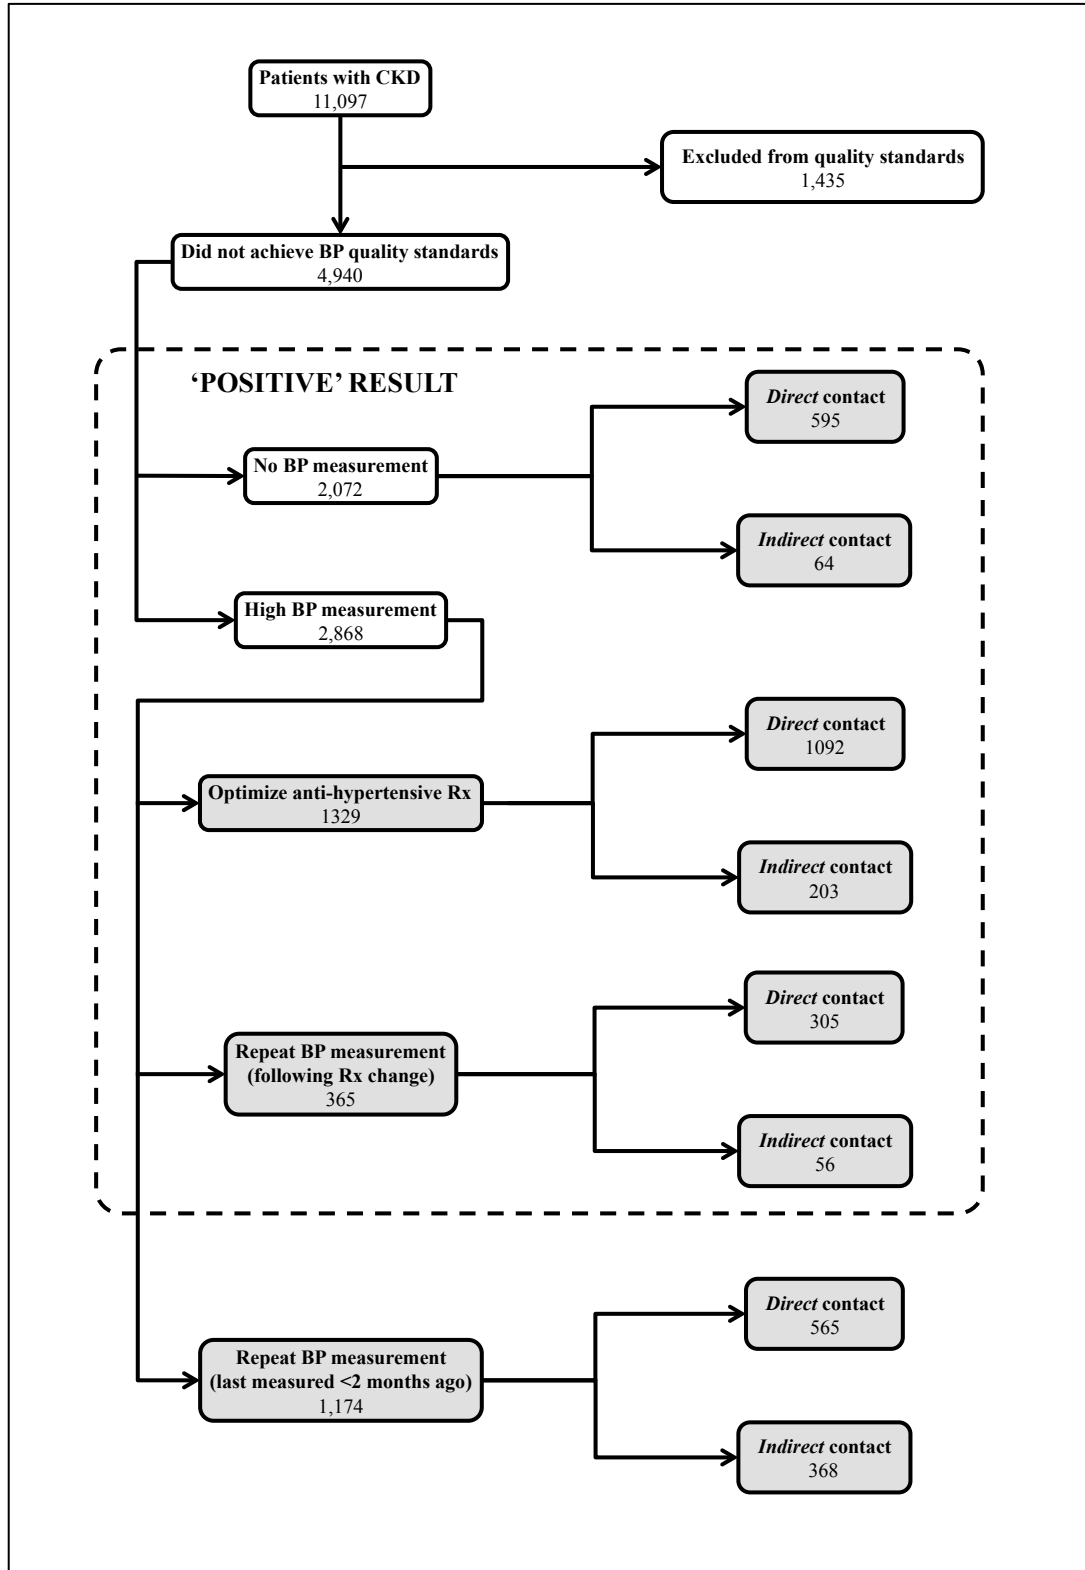 Patients with CKD
11,097
Excluded from quality standards
1,435
Did not achieve BP quality standards
4,940
‘POSITIVE’ RESULT
Direct contact
595
No BP measurement
2,072
Indirect contact
64
High BP measurement
2,868
Direct contact
1092
Optimize anti-hypertensive Rx
1329
Indirect contact
203
Direct contact
305
Repeat BP measurement
(following Rx change)
365
Indirect contact
56
Direct contact
565
Repeat BP measurement
(last measured <2 months ago)
1,174
Indirect contact
368